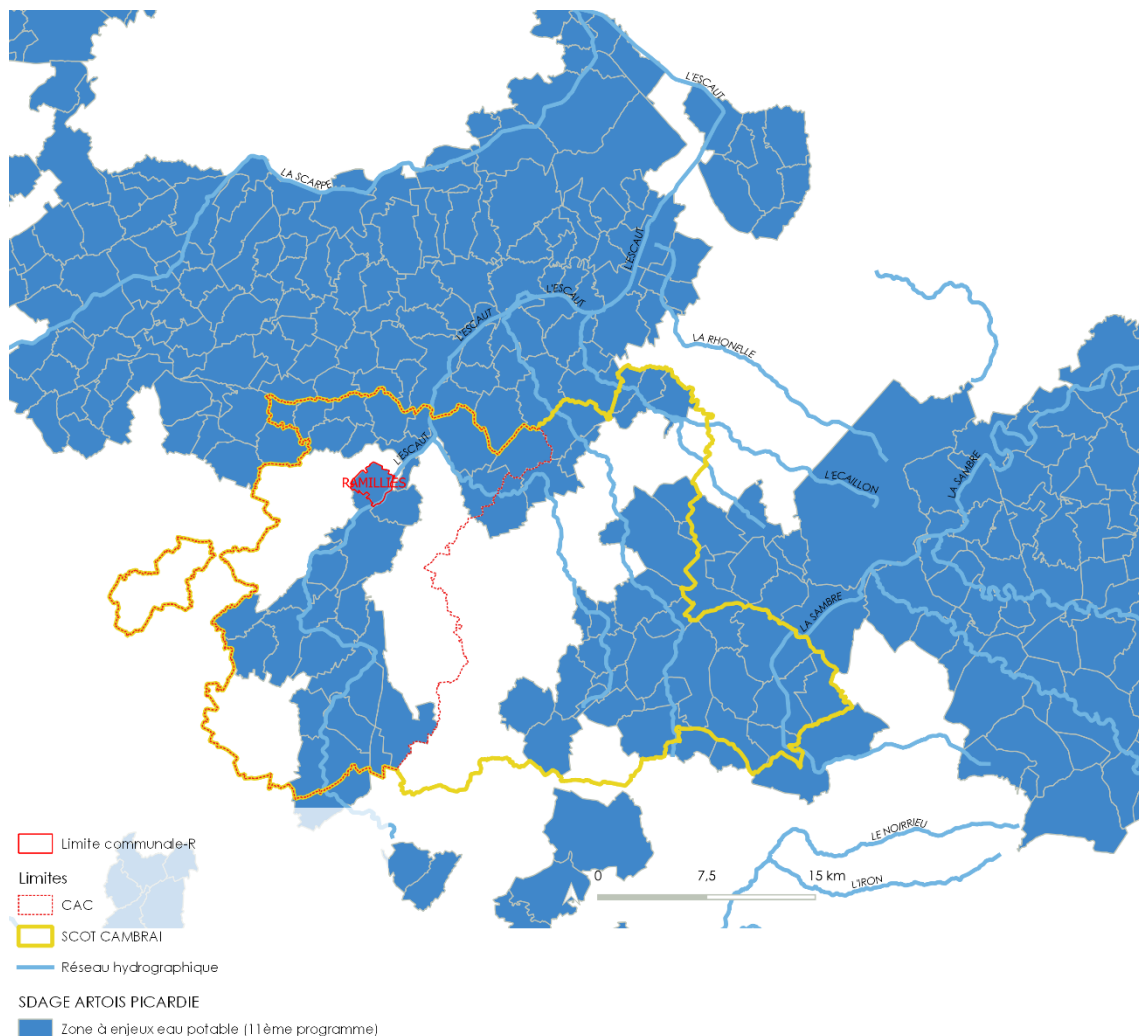 L'ESCAUT
LA SCARPE
L'ESCAUT
L'ESCAUT
L'ESCAUT
LA RHONELLE
L'ESCAUT
LA SAMBRE
RAMILLIES
L'ECAILLON
LA SAMBRE
LE NOIRRIEU
L'IRON
0 7,5 15 km
Limite communale-R
Limites
CAC
SCOT CAMBRAI
Réseau hydrographique
SDAGE ARTOIS PICARDIE
Zone à enjeux eau potable (11ème programme)